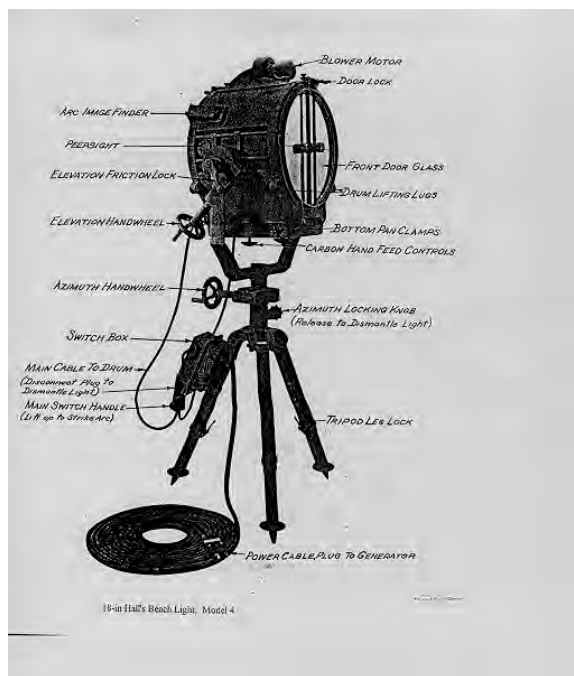 BLOWER MOTOR
DOOR LOCK
ARC IMAGE FINDER
PEEPSIGHT
FRONT DOOR GLASS
ELEVATION FRICTION LOCK
DRUM LIFTING LUGS
ELEVATION HANDWHEEL
BOTTOM PAN CLAMPS
CARBON HAND FEED CONTROLS
AZIMUTH HANDWHEEL
AZIMUTH LOCKING KNOB
(Release to Dismantle Light)
SWITCH BOX
MAIN CABLE TO DRUM
(Disconnect Plug to
Dismantle Light)
MAIN SWITCH HANDLE
(Lift up to Strike Arc)
TRIPOD LEG LOCK
POWER CABLE, PLUG TO GENERATOR
18-in Hall's Beach Light, Model 4